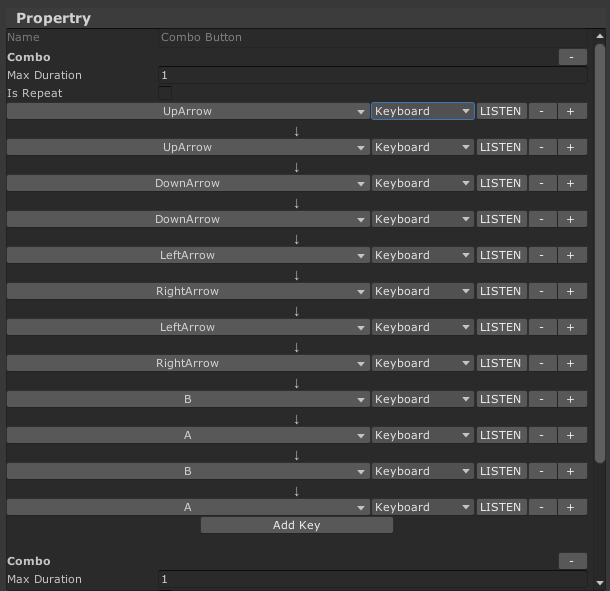 Propertry
Name Combo Button
Combo -
Max Duration 1
Is Repeat
UpArrow Keyboard LISTEN - +
↓
UpArrow Keyboard LISTEN - +
↓
DownArrow Keyboard LISTEN - +
↓
DownArrow Keyboard LISTEN - +
↓
LeftArrow Keyboard LISTEN - +
↓
RightArrow Keyboard LISTEN - +
↓
LeftArrow Keyboard LISTEN - +
↓
RightArrow Keyboard LISTEN - +
↓
B Keyboard LISTEN - +
↓
A Keyboard LISTEN - +
↓
B Keyboard LISTEN - +
↓
A Keyboard LISTEN - +
Add Key
Combo -
Max Duration 1